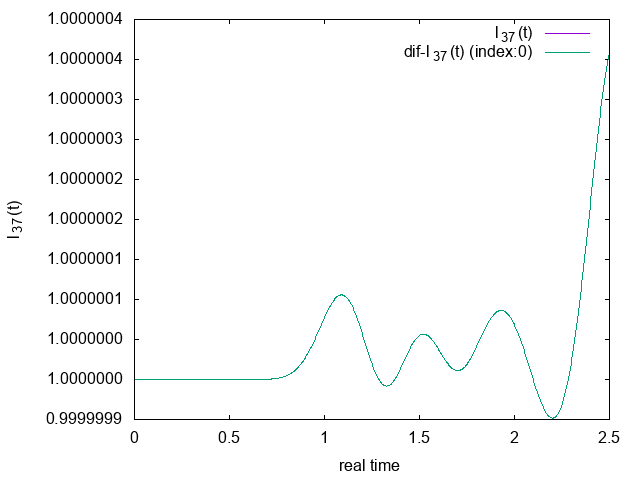 1.0000004
1.0000004
1.0000003
1.0000003
1.0000002
1.0000002
1.0000001
1.0000001
1.0000000
1.0000000
0.9999999
I37(t)
I37(t)
dif-I37(t) (index:0)
0 0.5 1 1.5 2 2.5
real time